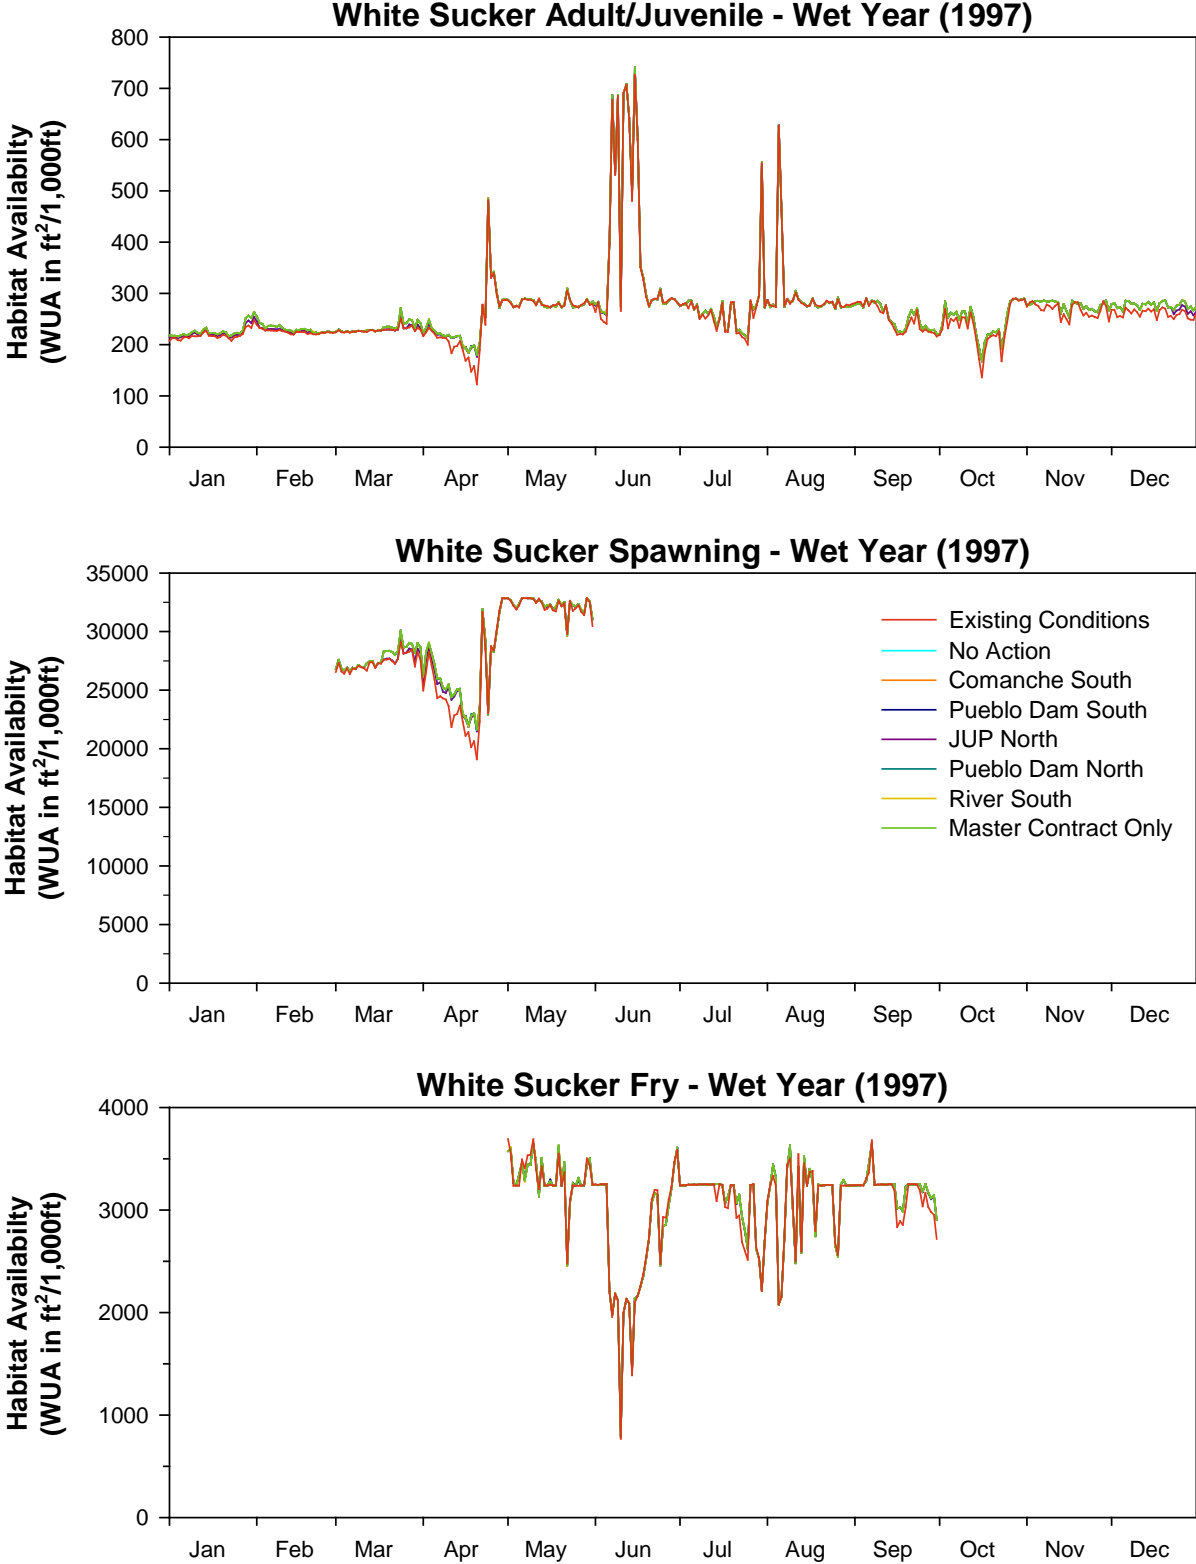 White Sucker Adult/Juvenile - Wet Year (1997)
Habitat Availabilty
(WUA in ft²/1,000ft)
800
700
600
500
400
300
200
100
0
Jan Feb Mar Apr May Jun Jul Aug Sep Oct Nov Dec
White Sucker Spawning - Wet Year (1997)
Habitat Availabilty
(WUA in ft²/1,000ft)
35000
30000
25000
20000
15000
10000
5000
0
Existing Conditions
No Action
Comanche South
Pueblo Dam South
JUP North
Pueblo Dam North
River South
Master Contract Only
Jan Feb Mar Apr May Jun Jul Aug Sep Oct Nov Dec
White Sucker Fry - Wet Year (1997)
Habitat Availabilty
(WUA in ft²/1,000ft)
4000
3000
2000
1000
0
Jan Feb Mar Apr May Jun Jul Aug Sep Oct Nov Dec